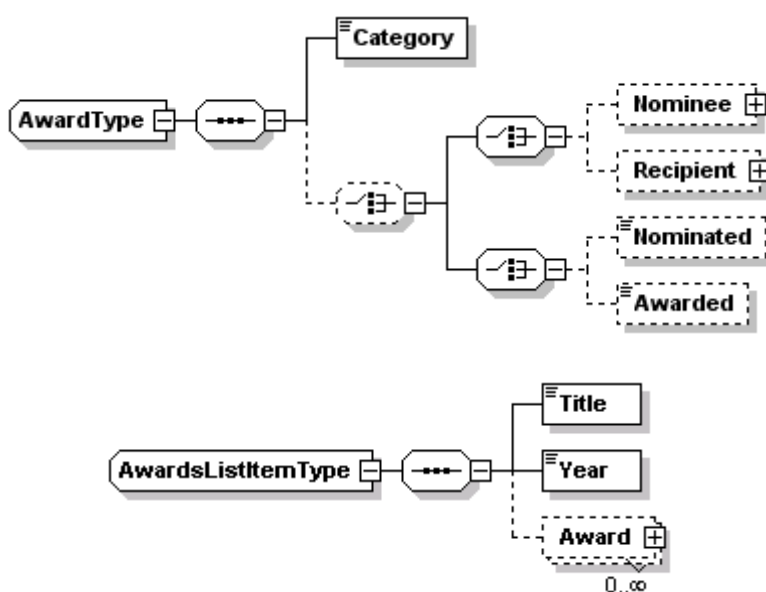 Category
AwardType
Nominee
Recipient
Nominated
Awarded
Title
AwardsListItemType
Year
Award
0..∞